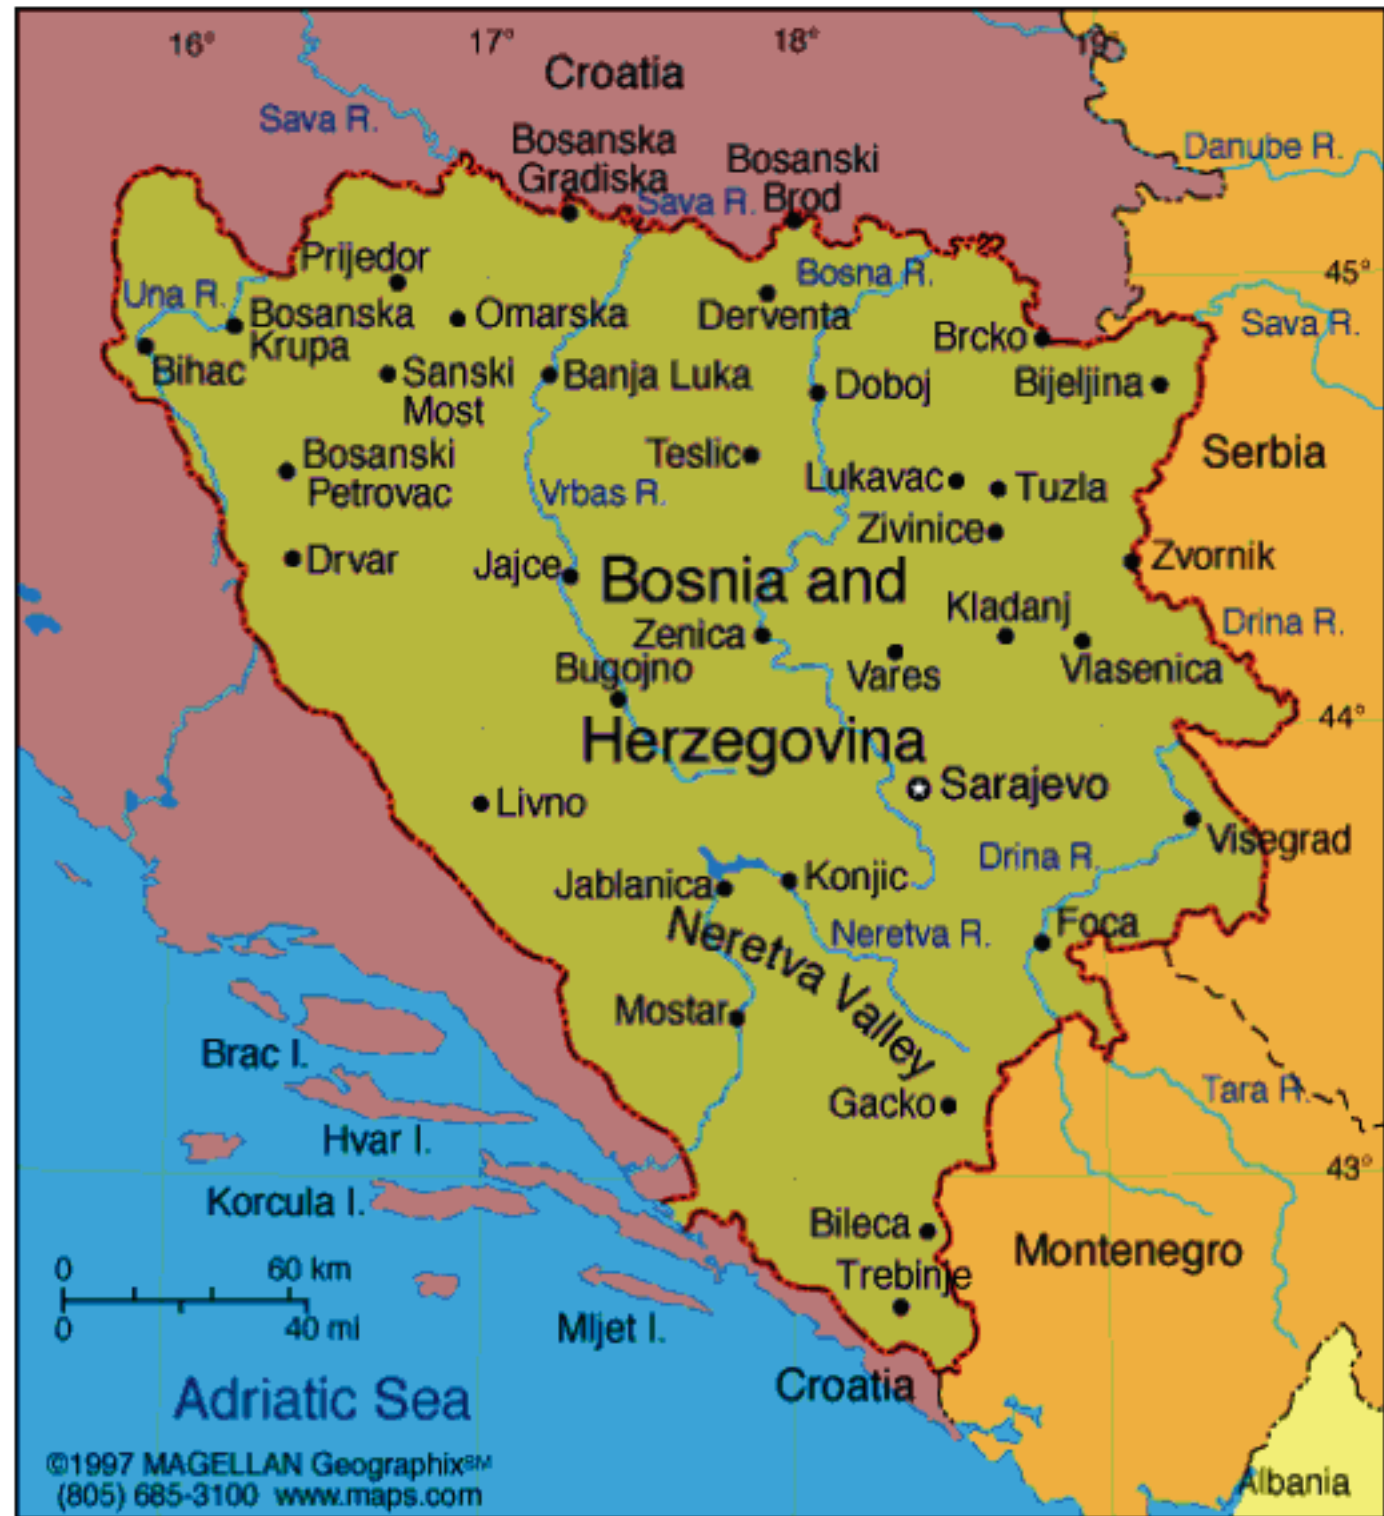 16°
17°
18°
19°
Croatia
Sava R.
Bosanska
Gradiska
Bosanski
Brod
Sava R.
Danube R.
Prijedor
Bosna R.
45°
Una R.
Bosanska
Krupa
Omarska
Derventa
Brcko
Sava R.
Bihac
Sanski
Most
Banja Luka
Doboj
Bijeljina
Bosanski
Petrovac
Teslic
Lukavac
Tuzla
Serbia
Vrbas R.
Zivinice
Drvar
Jajce
Bosnia and
Herzegovina
Zvornik
Kladanj
Drina R.
Zenica
Bugojno
Vares
Vlasenica
44°
Livno
Sarajevo
Drina R.
Visegrad
Jablanica
Konjic
Neretva Valley
Neretva R.
Foca
Mostar
Brac I.
Gacko
Tara R.
Hvar I.
43°
Korcula I.
Bileca
Montenegro
Trebinje
0 60 km
0 40 mi
Mljet I.
Croatia
Adriatic Sea
©1997 MAGELLAN Geographix℠
(805) 685-3100 www.maps.com
Albania